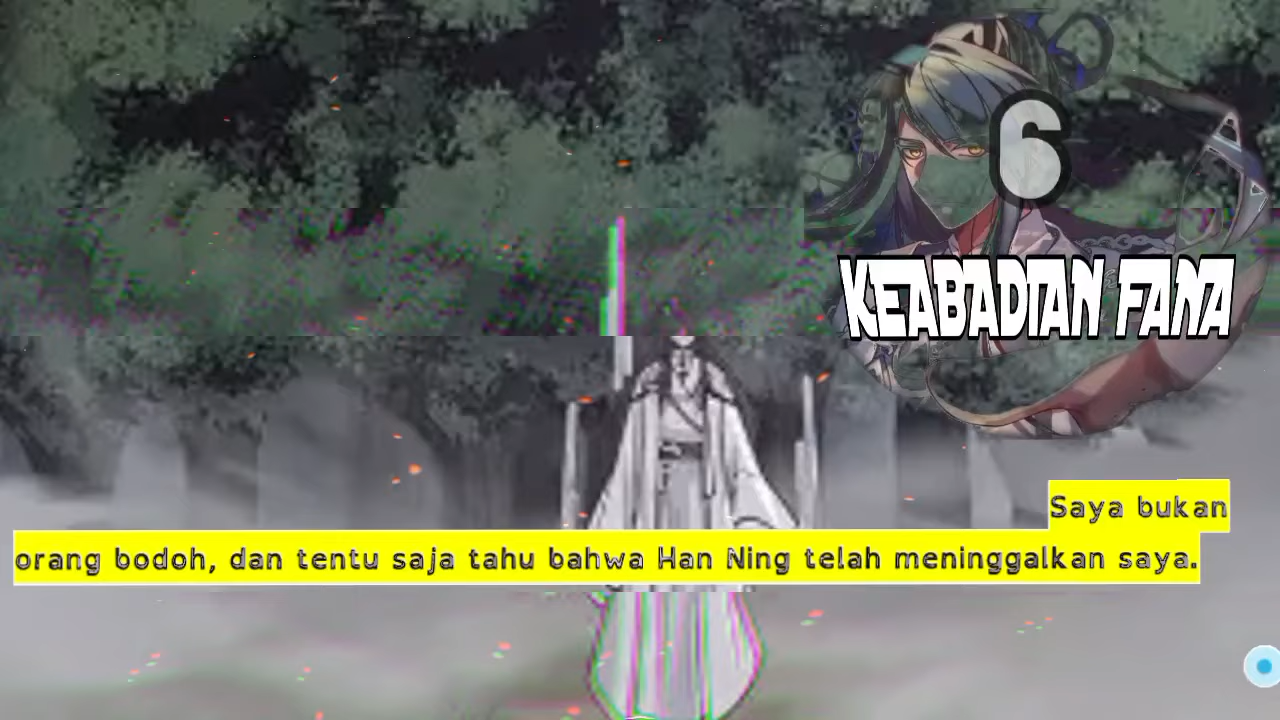 6
KEABADIAN FANA
Saya bukan
orang bodoh, dan tentu saja tahu bahwa Han Ning telah meninggalkan saya.